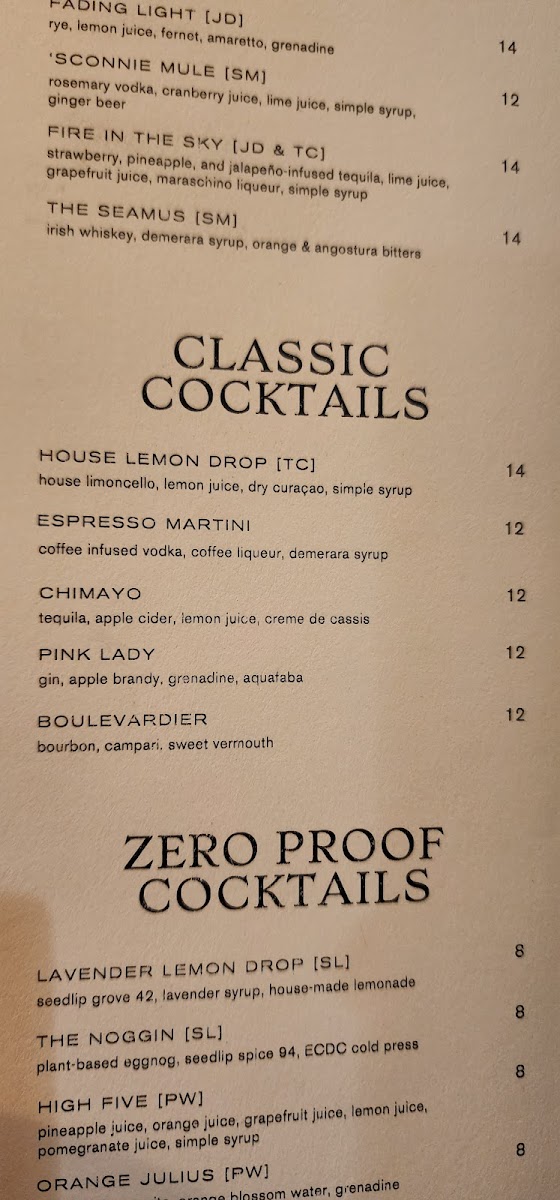 FADING LIGHT [JD]
rye, lemon juice, fernet, amaretto, grenadine
14
'SCONNIE MULE [SM]
rosemary vodka, cranberry juice, lime juice, simple syrup,
ginger beer
12
FIRE IN THE SKY [JD & TC]
strawberry, pineapple, and jalapeño-infused tequila, lime juice,
grapefruit juice, maraschino liqueur, simple syrup
14
THE SEAMUS [SM]
irish whiskey, demerara syrup, orange & angostura bitters
14
CLASSIC
COCKTAILS
HOUSE LEMON DROP [TC]
house limoncello, lemon juice, dry curaçao, simple syrup
14
ESPRESSO MARTINI
coffee infused vodka, coffee liqueur, demerara syrup
12
CHIMAYO
tequila, apple cider, lemon juice, creme de cassis
12
PINK LADY
gin, apple brandy, grenadine, aquafaba
12
BOULEVARDIER
bourbon, campari, sweet vermouth
12
ZERO PROOF
COCKTAILS
LAVENDER LEMON DROP [SL]
seedlip grove 42, lavender syrup, house-made lemonade
8
THE NOGGIN [SL]
plant-based eggnog, seedlip spice 94, ECDC cold press
8
HIGH FIVE [PW]
pineapple juice, orange juice, grapefruit juice, lemon juice,
pomegranate juice, simple syrup
8
ORANGE JULIUS [PW]
orange blossom water, grenadine
8